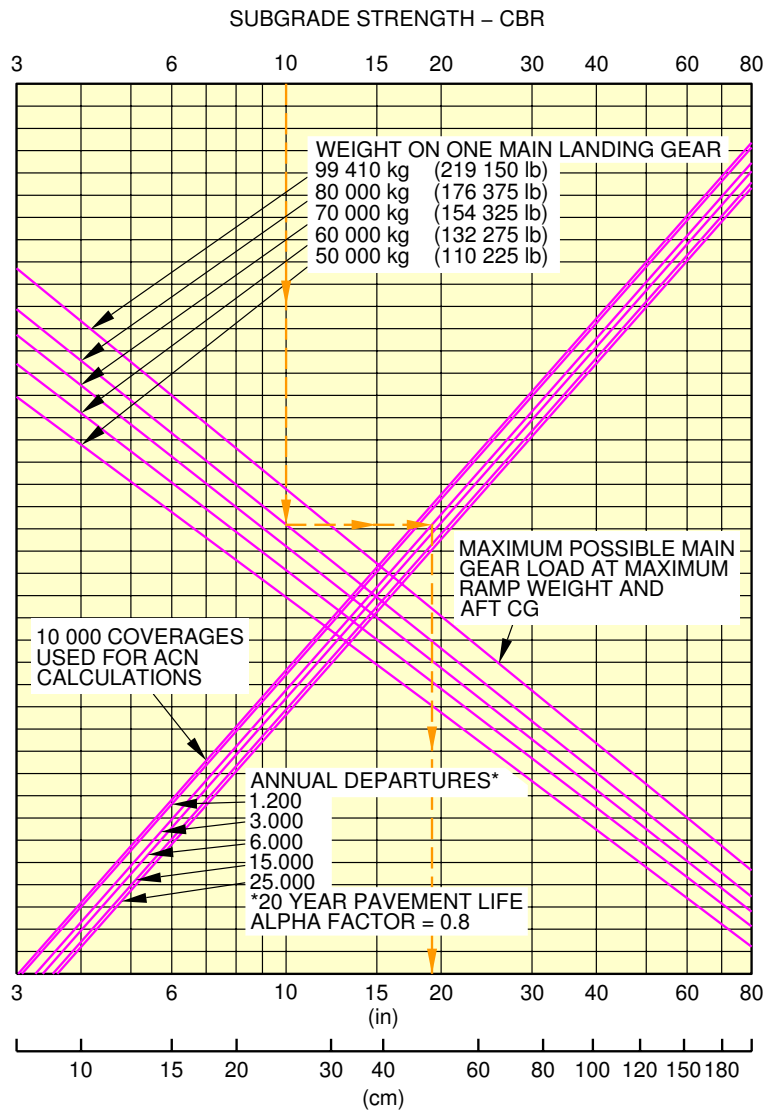 SUBGRADE STRENGTH – CBR
3 6 10 15 20 30 40 60 80
WEIGHT ON ONE MAIN LANDING GEAR
99 410 kg (219 150 lb)
80 000 kg (176 375 lb)
70 000 kg (154 325 lb)
60 000 kg (132 275 lb)
50 000 kg (110 225 lb)
MAXIMUM POSSIBLE MAIN
GEAR LOAD AT MAXIMUM
RAMP WEIGHT AND
AFT CG
10 000 COVERAGES
USED FOR ACN
CALCULATIONS
ANNUAL DEPARTURES*
1.200
3.000
6.000
15.000
25.000
*20 YEAR PAVEMENT LIFE
ALPHA FACTOR = 0.8
3 6 10 15 20 30 40 60 80
(in)
10 15 20 30 40 60 80 100 120 150 180
(cm)